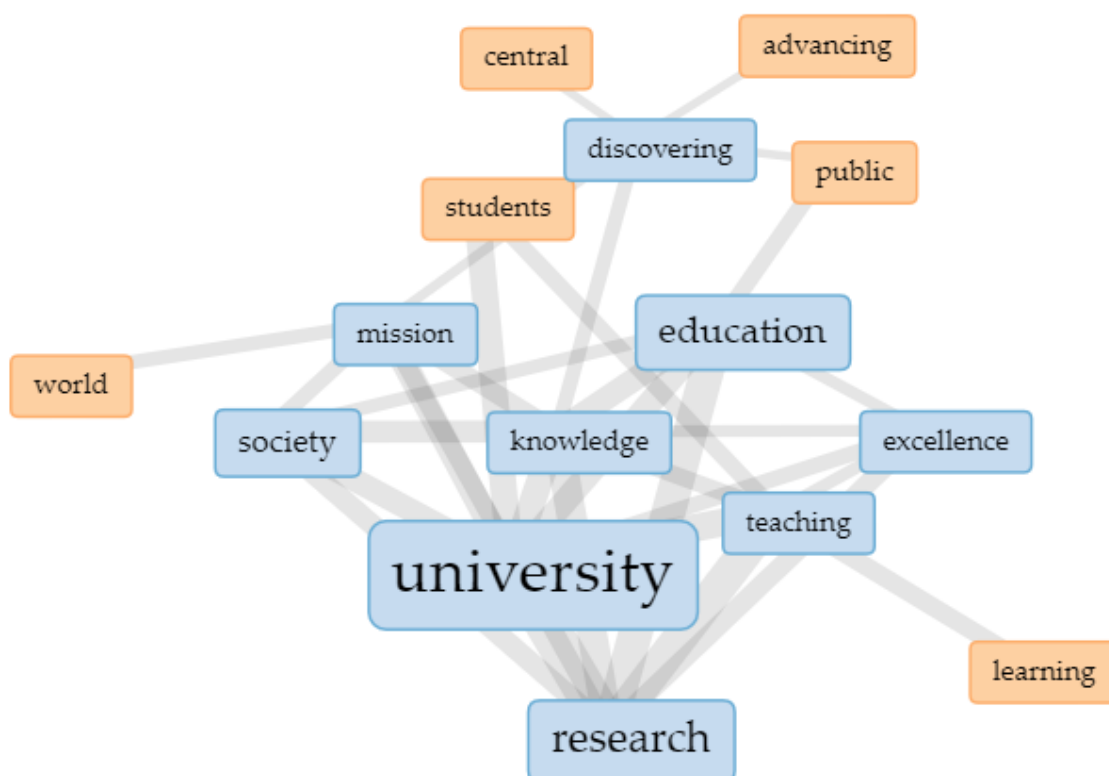 central
advancing
discovering
public
students
mission
education
world
society
knowledge
excellence
teaching
university
learning
research